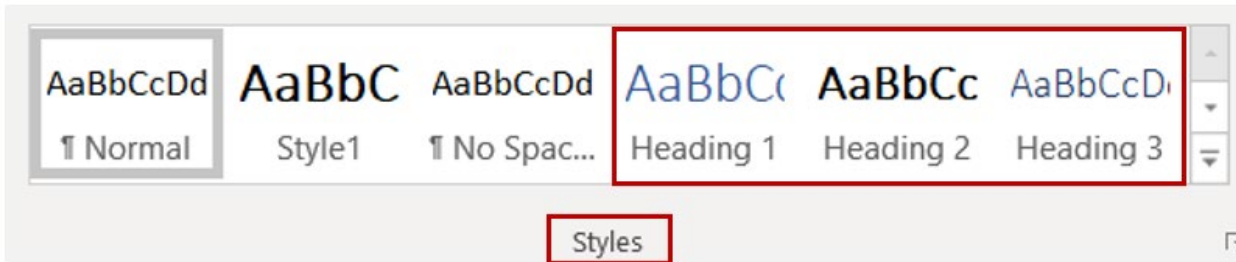 AaBbCcDd AaBbC AaBbCcDd AaBbC( AaBbCc AaBbCcD
¶ Normal Style1 ¶ No Spac... Heading 1 Heading 2 Heading 3
Styles